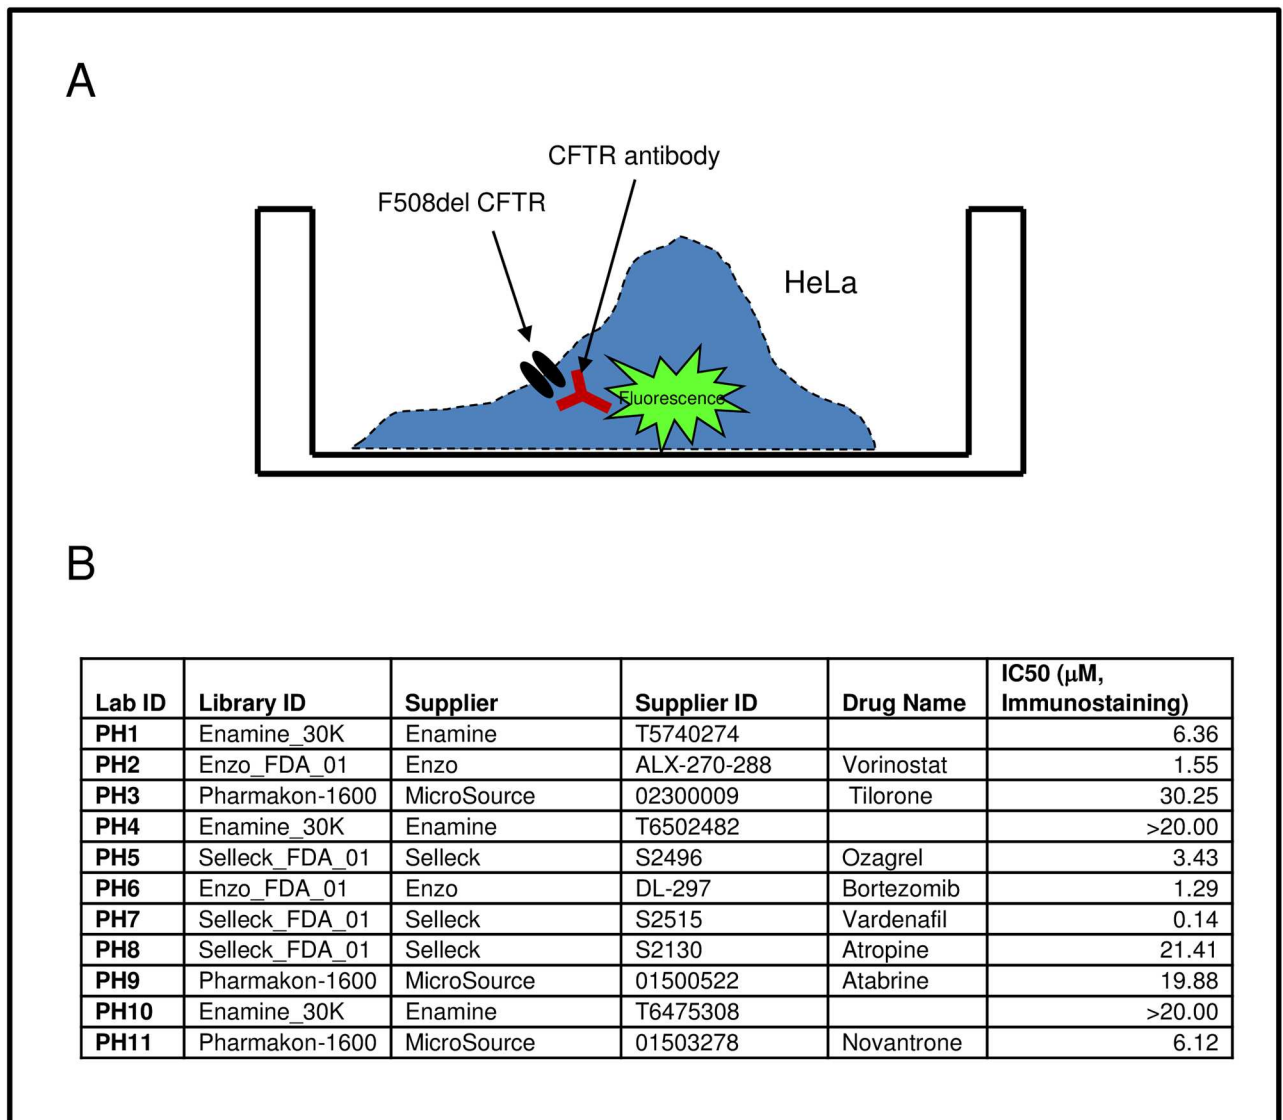 A
CFTR antibody
F508del CFTR
HeLa
Fluorescence
B
Lab ID Library ID Supplier Supplier ID Drug Name IC50 (μM, Immunostaining)
PH1 Enamine_30K Enamine T5740274 6.36
PH2 Enzo_FDA_01 Enzo ALX-270-288 Vorinostat 1.55
PH3 Pharmakon-1600 MicroSource 02300009 Tilorone 30.25
PH4 Enamine_30K Enamine T6502482 >20.00
PH5 Selleck_FDA_01 Selleck S2496 Ozagrel 3.43
PH6 Enzo_FDA_01 Enzo DL-297 Bortezomib 1.29
PH7 Selleck_FDA_01 Selleck S2515 Vardenafil 0.14
PH8 Selleck_FDA_01 Selleck S2130 Atropine 21.41
PH9 Pharmakon-1600 MicroSource 01500522 Atabrine 19.88
PH10 Enamine_30K Enamine T6475308 >20.00
PH11 Pharmakon-1600 MicroSource 01503278 Novantrone 6.12